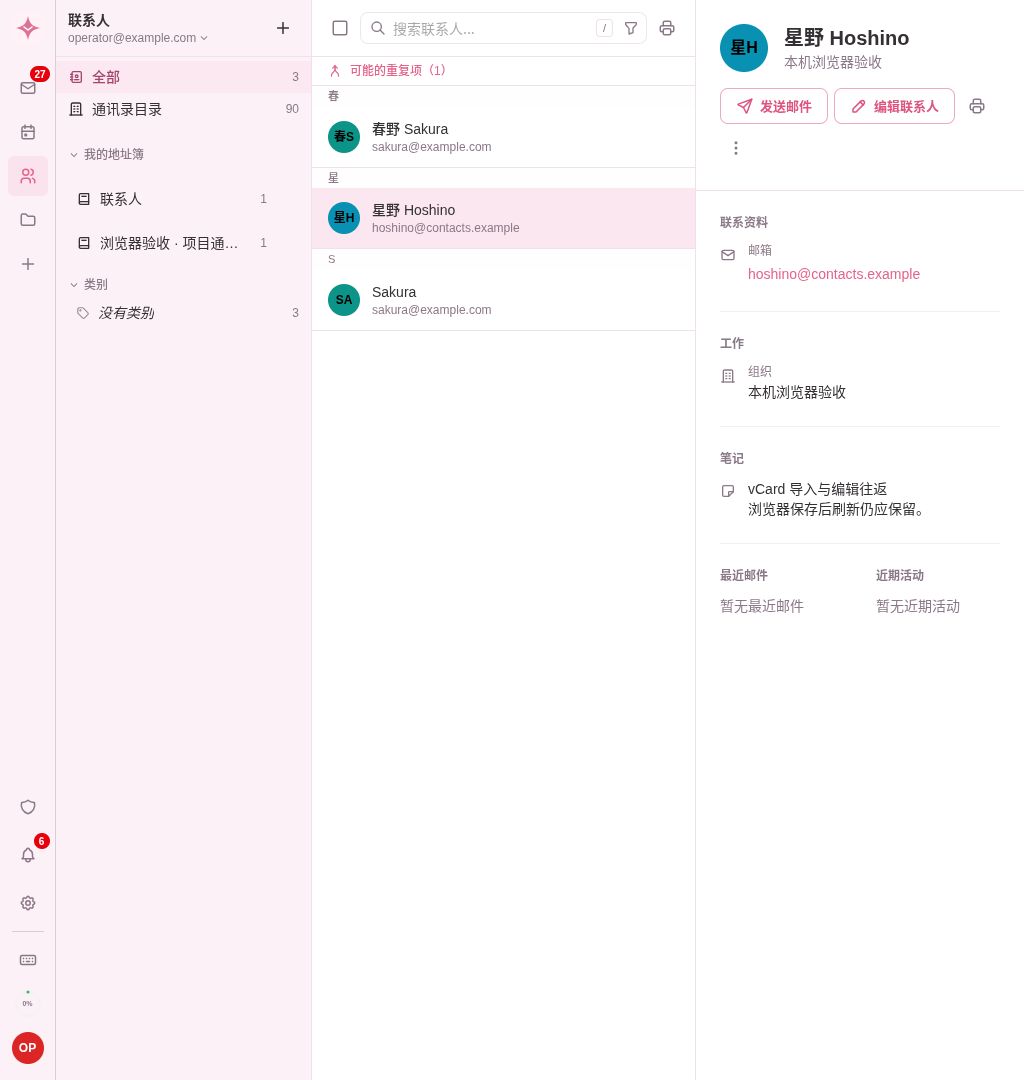 27
6
0%
OP
联系人
operator@example.com
全部 3
通讯录目录 90
我的地址簿
联系人 1
浏览器验收 · 项目通... 1
类别
没有类别 3
搜索联系人... /
可能的重复项（1）
春
春S
春野 Sakura
sakura@example.com
星
星H
星野 Hoshino
hoshino@contacts.example
S
SA
Sakura
sakura@example.com
星H
星野 Hoshino
本机浏览器验收
发送邮件 编辑联系人
联系资料
邮箱
hoshino@contacts.example
工作
组织
本机浏览器验收
笔记
vCard 导入与编辑往返
浏览器保存后刷新仍应保留。
最近邮件 近期活动
暂无最近邮件 暂无近期活动